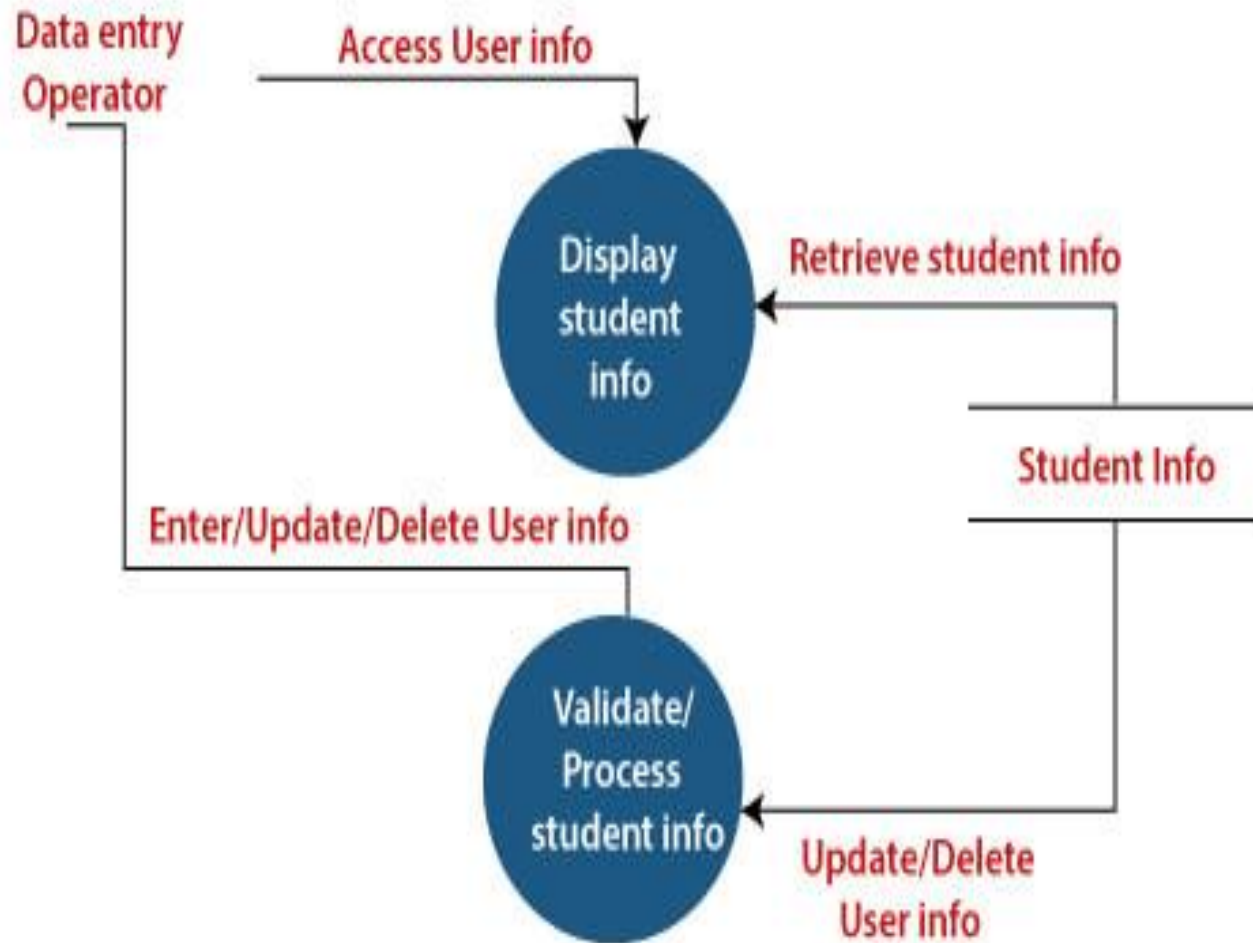 Data entry
Operator
Access User info
Display
student
info
Retrieve student info
Student Info
Enter/Update/Delete User info
Validate/
Process
student info
Update/Delete
User info